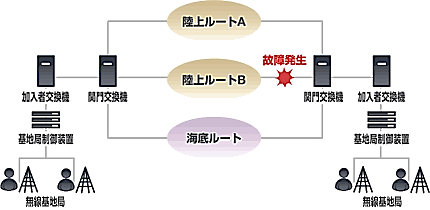 陸上ルートA
故障発生
陸上ルートB
加入者交換機
関門交換機
関門交換機
加入者交換機
海底ルート
基地局制御装置
基地局制御装置
無線基地局
無線基地局